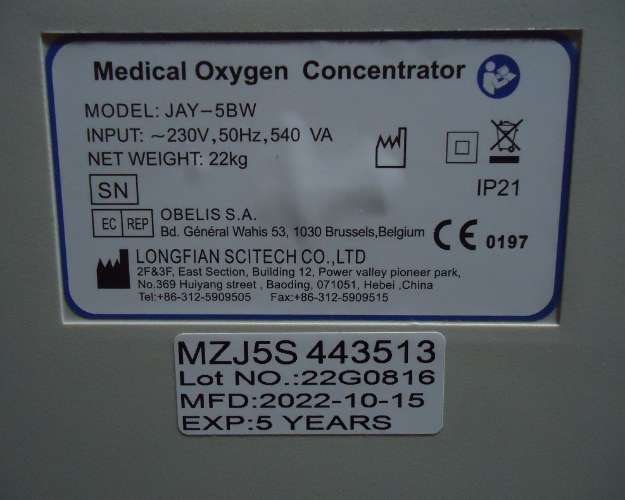 Medical Oxygen Concentrator
MODEL: JAY-5BW
INPUT: ~230V,50Hz,540 VA
NET WEIGHT: 22kg
IP21
SN
EC REP
OBELIS S.A.
Bd. Général Wahis 53, 1030 Brussels,Belgium
CE 0197
LONGFIAN SCITECH CO.,LTD
2F&3F, East Section, Building 12, Power valley pioneer park,
No.369 Huiyang street , Baoding, 071051, Hebei ,China
Tel:+86-312-5909505 Fax:+86-312-5909515
MZJ5S 443513
Lot NO.:22G0816
MFD:2022-10-15
EXP:5 YEARS